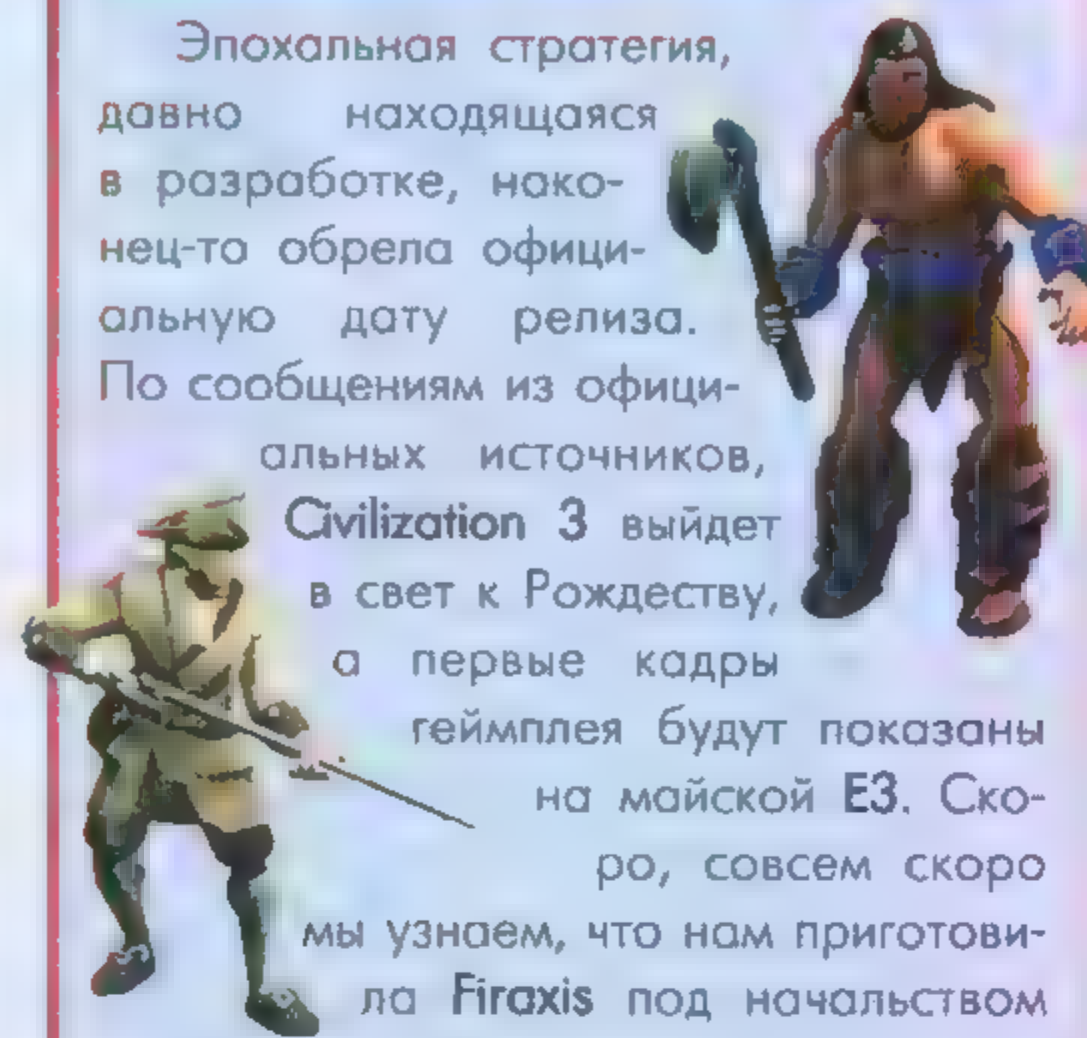 Эпохальная стратегия,
давно находящаяся
в разработке, нако-
нец-то обрела офици-
альную дату релиза.
По сообщениям из офици-
альных источников,
Civilization 3 выйдет
в свет к Рождеству,
а первые кадры
геймплея будут показаны
на майской E3. Ско-
ро, совсем скоро
мы узнаем, что нам приготови-
ла Firaxis под начальством